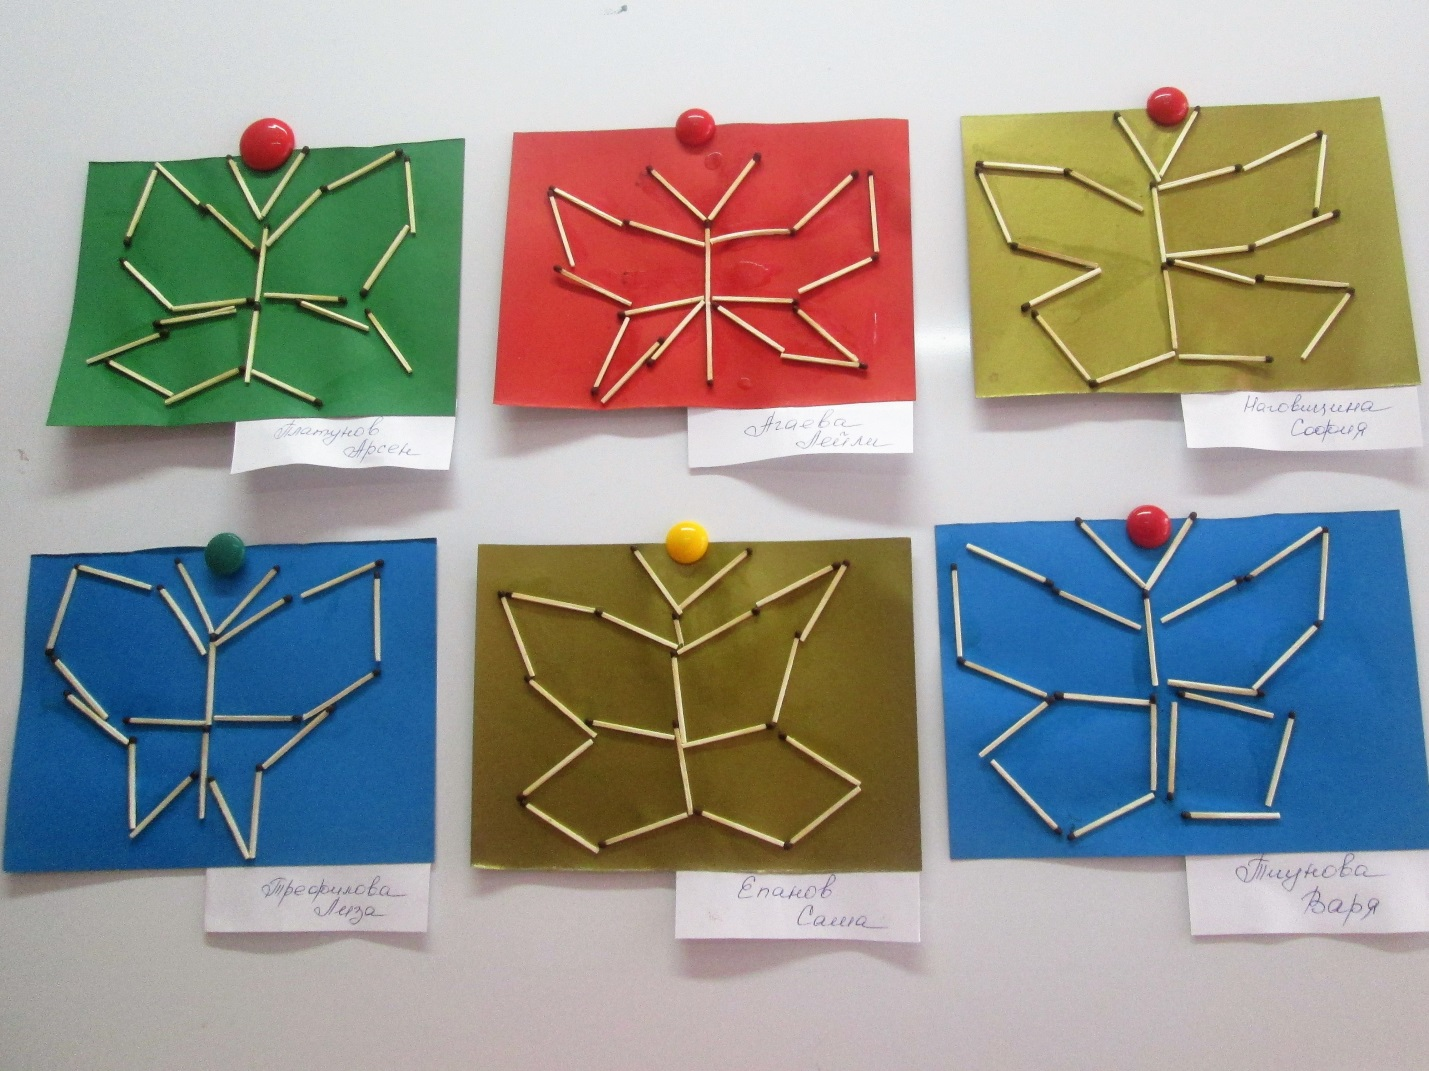 Платунов
Арсен
Агаева
Лейли
Наговицина
София
Трефилова
Лиза
Епанов
Саша
Тиунова
Варя